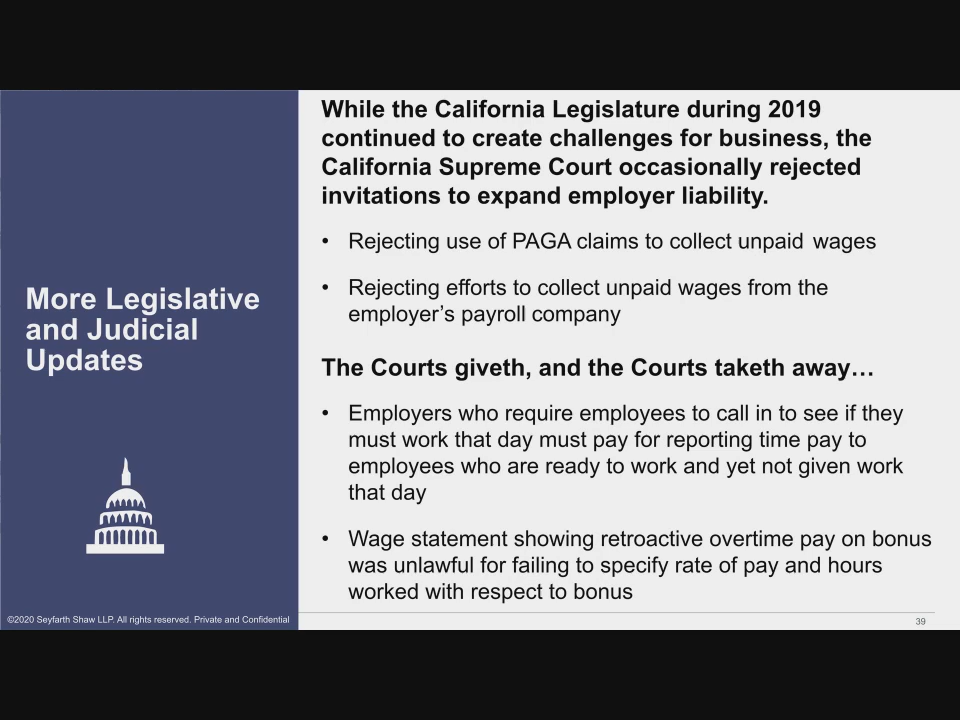 More Legislative
and Judicial
Updates
©2020 Seyfarth Shaw LLP. All rights reserved. Private and Confidential
While the California Legislature during 2019
continued to create challenges for business, the
California Supreme Court occasionally rejected
invitations to expand employer liability.
• Rejecting use of PAGA claims to collect unpaid wages
• Rejecting efforts to collect unpaid wages from the
employer’s payroll company
The Courts giveth, and the Courts taketh away…
• Employers who require employees to call in to see if they
must work that day must pay for reporting time pay to
employees who are ready to work and yet not given work
that day
• Wage statement showing retroactive overtime pay on bonus
was unlawful for failing to specify rate of pay and hours
worked with respect to bonus
39